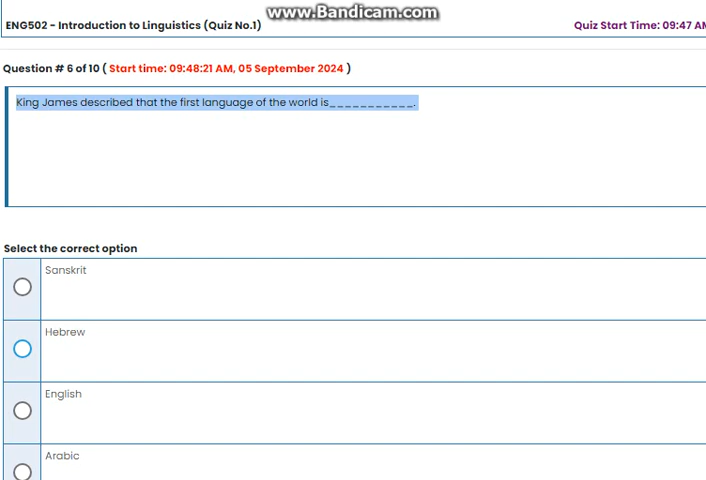 www.Bandicam.com
ENG502 - Introduction to Linguistics (Quiz No.1) Quiz Start Time: 09:47 AM
Question # 6 of 10 ( Start time: 09:48:21 AM, 05 September 2024 )
King James described that the first language of the world is___________.
Select the correct option
Sanskrit
Hebrew
English
Arabic